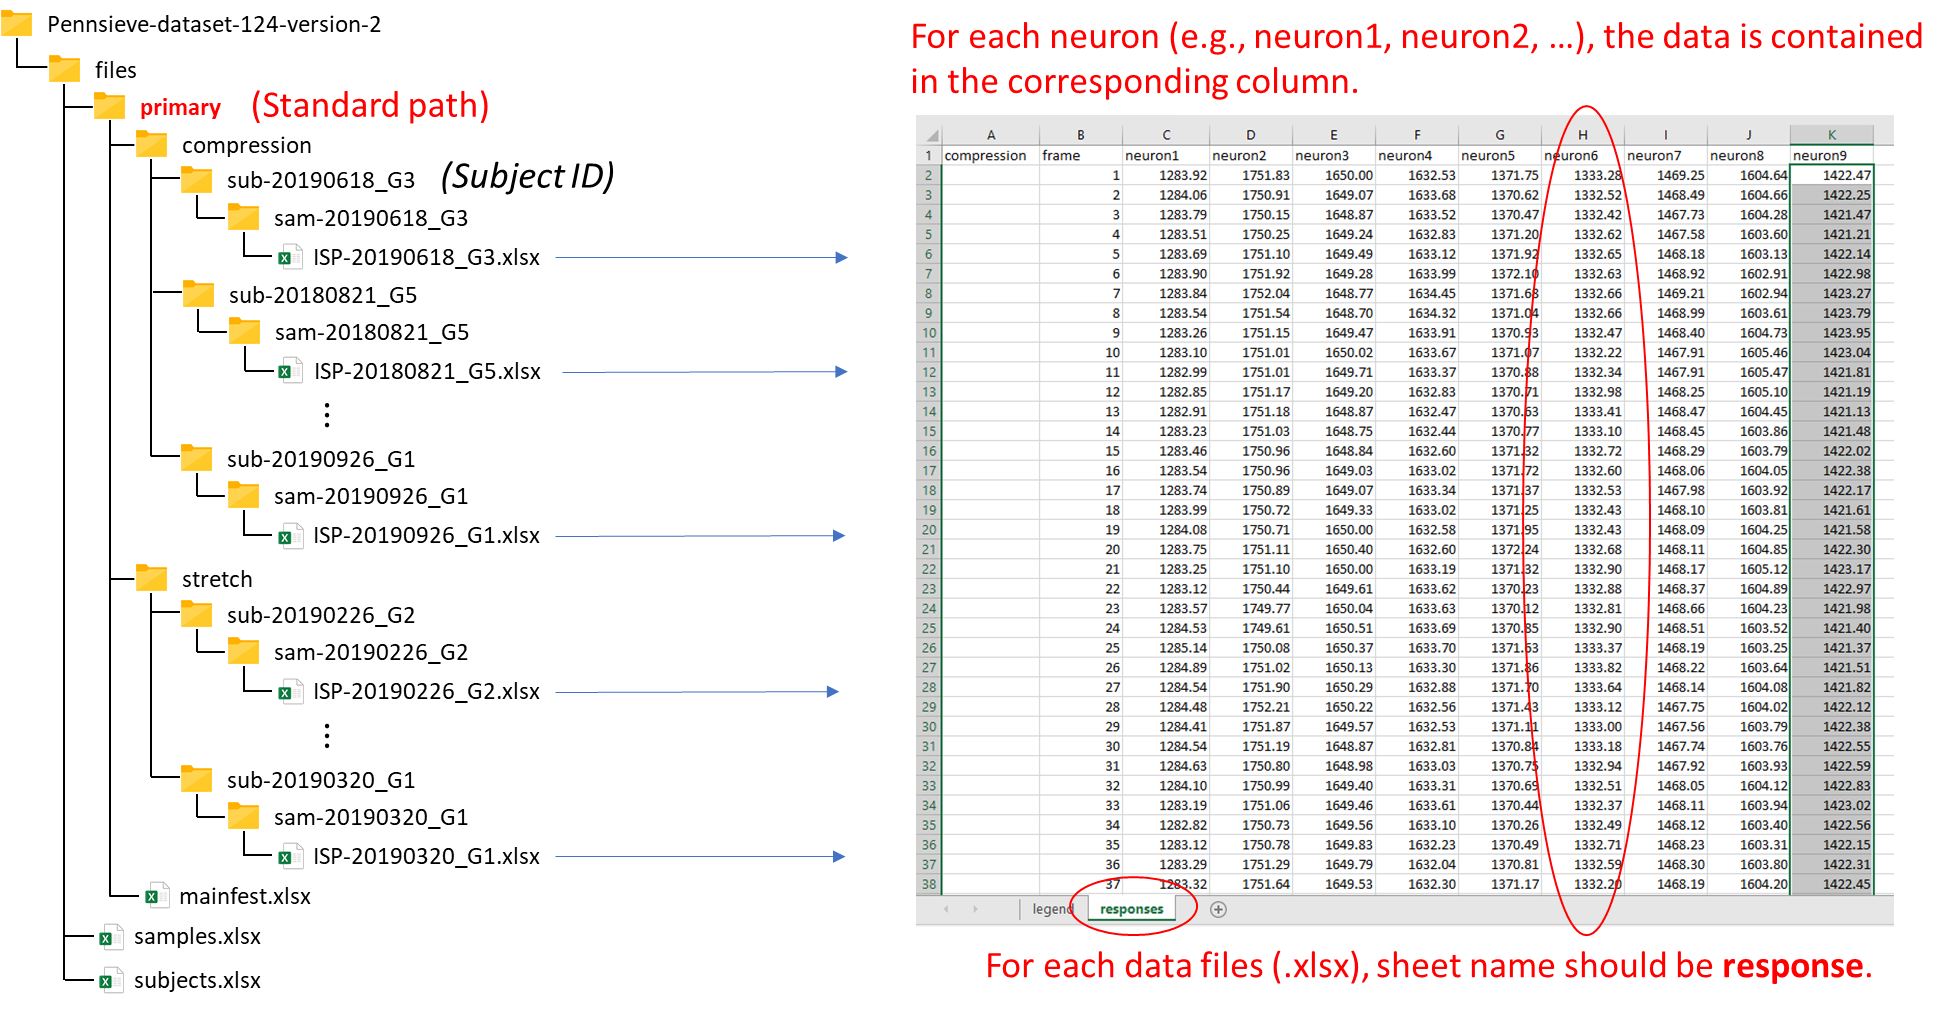 Pennsieve-dataset-124-version-2
files
primary (Standard path)
compression
sub-20190618_G3 (Subject ID)
sam-20190618_G3
ISP-20190618_G3.xlsx
sub-20180821_G5
sam-20180821_G5
ISP-20180821_G5.xlsx
⋮
sub-20190926_G1
sam-20190926_G1
ISP-20190926_G1.xlsx
stretch
sub-20190226_G2
sam-20190226_G2
ISP-20190226_G2.xlsx
⋮
sub-20190320_G1
sam-20190320_G1
ISP-20190320_G1.xlsx
mainfest.xlsx
samples.xlsx
subjects.xlsx
For each neuron (e.g., neuron1, neuron2, …), the data is contained
in the corresponding column.
A B C D E F G H I J K
1 compression frame neuron1 neuron2 neuron3 neuron4 neuron5 neuron6 neuron7 neuron8 neuron9
2 1 1283.92 1751.83 1650.00 1632.53 1371.75 1333.28 1469.25 1604.64 1422.47
3 2 1284.06 1750.91 1649.07 1633.68 1370.62 1332.52 1468.49 1604.66 1422.25
4 3 1283.79 1750.15 1648.87 1633.52 1370.47 1332.42 1467.73 1604.28 1421.47
5 4 1283.51 1750.25 1649.24 1632.83 1371.20 1332.62 1467.58 1603.60 1421.21
6 5 1283.69 1751.10 1649.49 1633.12 1371.92 1332.65 1468.18 1603.13 1422.14
7 6 1283.90 1751.92 1649.28 1633.99 1372.10 1332.63 1468.92 1602.91 1422.98
8 7 1283.84 1752.04 1648.77 1634.45 1371.68 1332.66 1469.21 1602.94 1423.27
9 8 1283.54 1751.54 1648.70 1634.32 1371.04 1332.66 1468.99 1603.61 1423.79
10 9 1283.26 1751.15 1649.47 1633.91 1370.93 1332.47 1468.40 1604.73 1423.95
11 10 1283.10 1751.01 1650.02 1633.67 1371.07 1332.22 1467.91 1605.46 1423.04
12 11 1282.99 1751.01 1649.71 1633.37 1370.88 1332.34 1467.91 1605.47 1421.81
13 12 1282.85 1751.17 1649.20 1632.83 1370.71 1332.98 1468.25 1605.10 1421.19
14 13 1282.91 1751.18 1648.87 1632.47 1370.63 1333.41 1468.47 1604.45 1421.13
15 14 1283.23 1751.03 1648.75 1632.44 1370.77 1333.10 1468.45 1603.86 1421.48
16 15 1283.46 1750.96 1648.84 1632.60 1371.32 1332.72 1468.29 1603.79 1422.02
17 16 1283.54 1750.96 1649.03 1633.02 1371.72 1332.60 1468.06 1604.05 1422.38
18 17 1283.74 1750.89 1649.07 1633.34 1371.37 1332.53 1467.98 1603.92 1422.17
19 18 1283.99 1750.72 1649.33 1633.02 1371.25 1332.43 1468.10 1603.81 1421.61
20 19 1284.08 1750.71 1650.00 1632.58 1371.95 1332.43 1468.09 1604.25 1421.58
21 20 1283.75 1751.11 1650.40 1632.60 1372.24 1332.68 1468.11 1604.85 1422.30
22 21 1283.25 1751.10 1650.00 1633.19 1371.32 1332.90 1468.17 1605.12 1423.17
23 22 1283.12 1750.44 1649.61 1633.62 1370.23 1332.88 1468.37 1604.89 1422.97
24 23 1283.57 1749.77 1650.04 1633.63 1370.12 1332.81 1468.66 1604.23 1421.98
25 24 1284.53 1749.61 1650.51 1633.69 1370.85 1332.90 1468.51 1603.52 1421.40
26 25 1285.14 1750.08 1650.37 1633.70 1371.63 1333.37 1468.19 1603.25 1421.37
27 26 1284.89 1751.02 1650.13 1633.30 1371.86 1333.82 1468.22 1603.64 1421.51
28 27 1284.54 1751.90 1650.29 1632.88 1371.70 1333.64 1468.14 1604.08 1421.82
29 28 1284.48 1752.21 1650.22 1632.56 1371.43 1333.12 1467.75 1604.02 1422.12
30 29 1284.41 1751.87 1649.57 1632.53 1371.11 1333.00 1467.56 1603.79 1422.38
31 30 1284.54 1751.19 1648.87 1632.81 1370.84 1333.18 1467.74 1603.76 1422.55
32 31 1284.63 1750.80 1648.98 1633.03 1370.75 1332.94 1467.92 1603.93 1422.59
33 32 1284.10 1750.99 1649.40 1633.31 1370.69 1332.51 1468.05 1604.12 1422.83
34 33 1283.19 1751.06 1649.46 1633.61 1370.44 1332.37 1468.11 1603.94 1423.02
35 34 1282.82 1750.73 1649.56 1633.10 1370.26 1332.49 1468.12 1603.40 1422.56
36 35 1283.12 1750.78 1649.83 1632.23 1370.49 1332.71 1468.23 1603.31 1422.15
37 36 1283.29 1751.29 1649.79 1632.04 1370.81 1332.59 1468.30 1603.80 1422.31
38 37 1283.32 1751.64 1649.53 1632.30 1371.17 1332.20 1468.19 1604.20 1422.45
legend responses
For each data files (.xlsx), sheet name should be response.